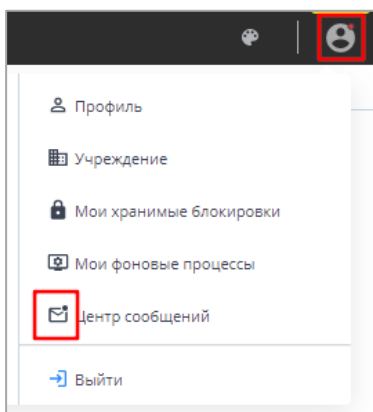 Профиль
Учреждение
Мои хранимые блокировки
Мои фоновые процессы
Центр сообщений
Выйти